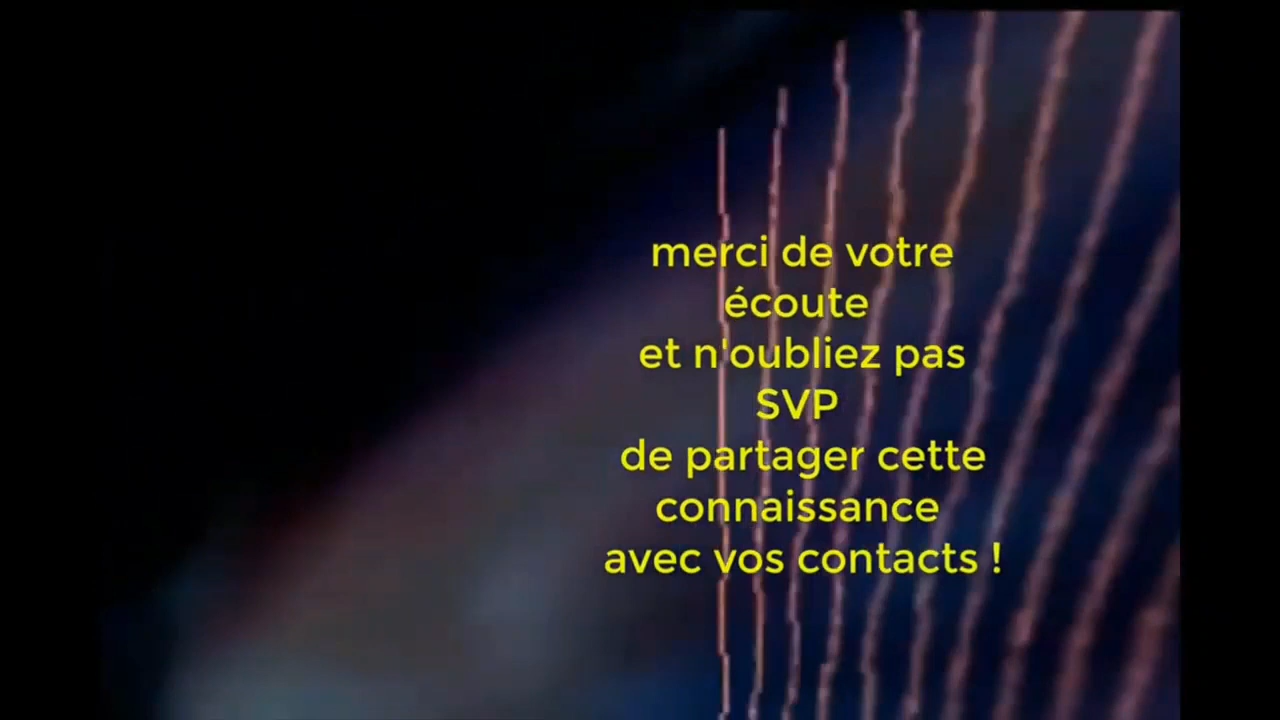 merci de votre
écoute
et n'oubliez pas
SVP
de partager cette
connaissance
avec vos contacts !